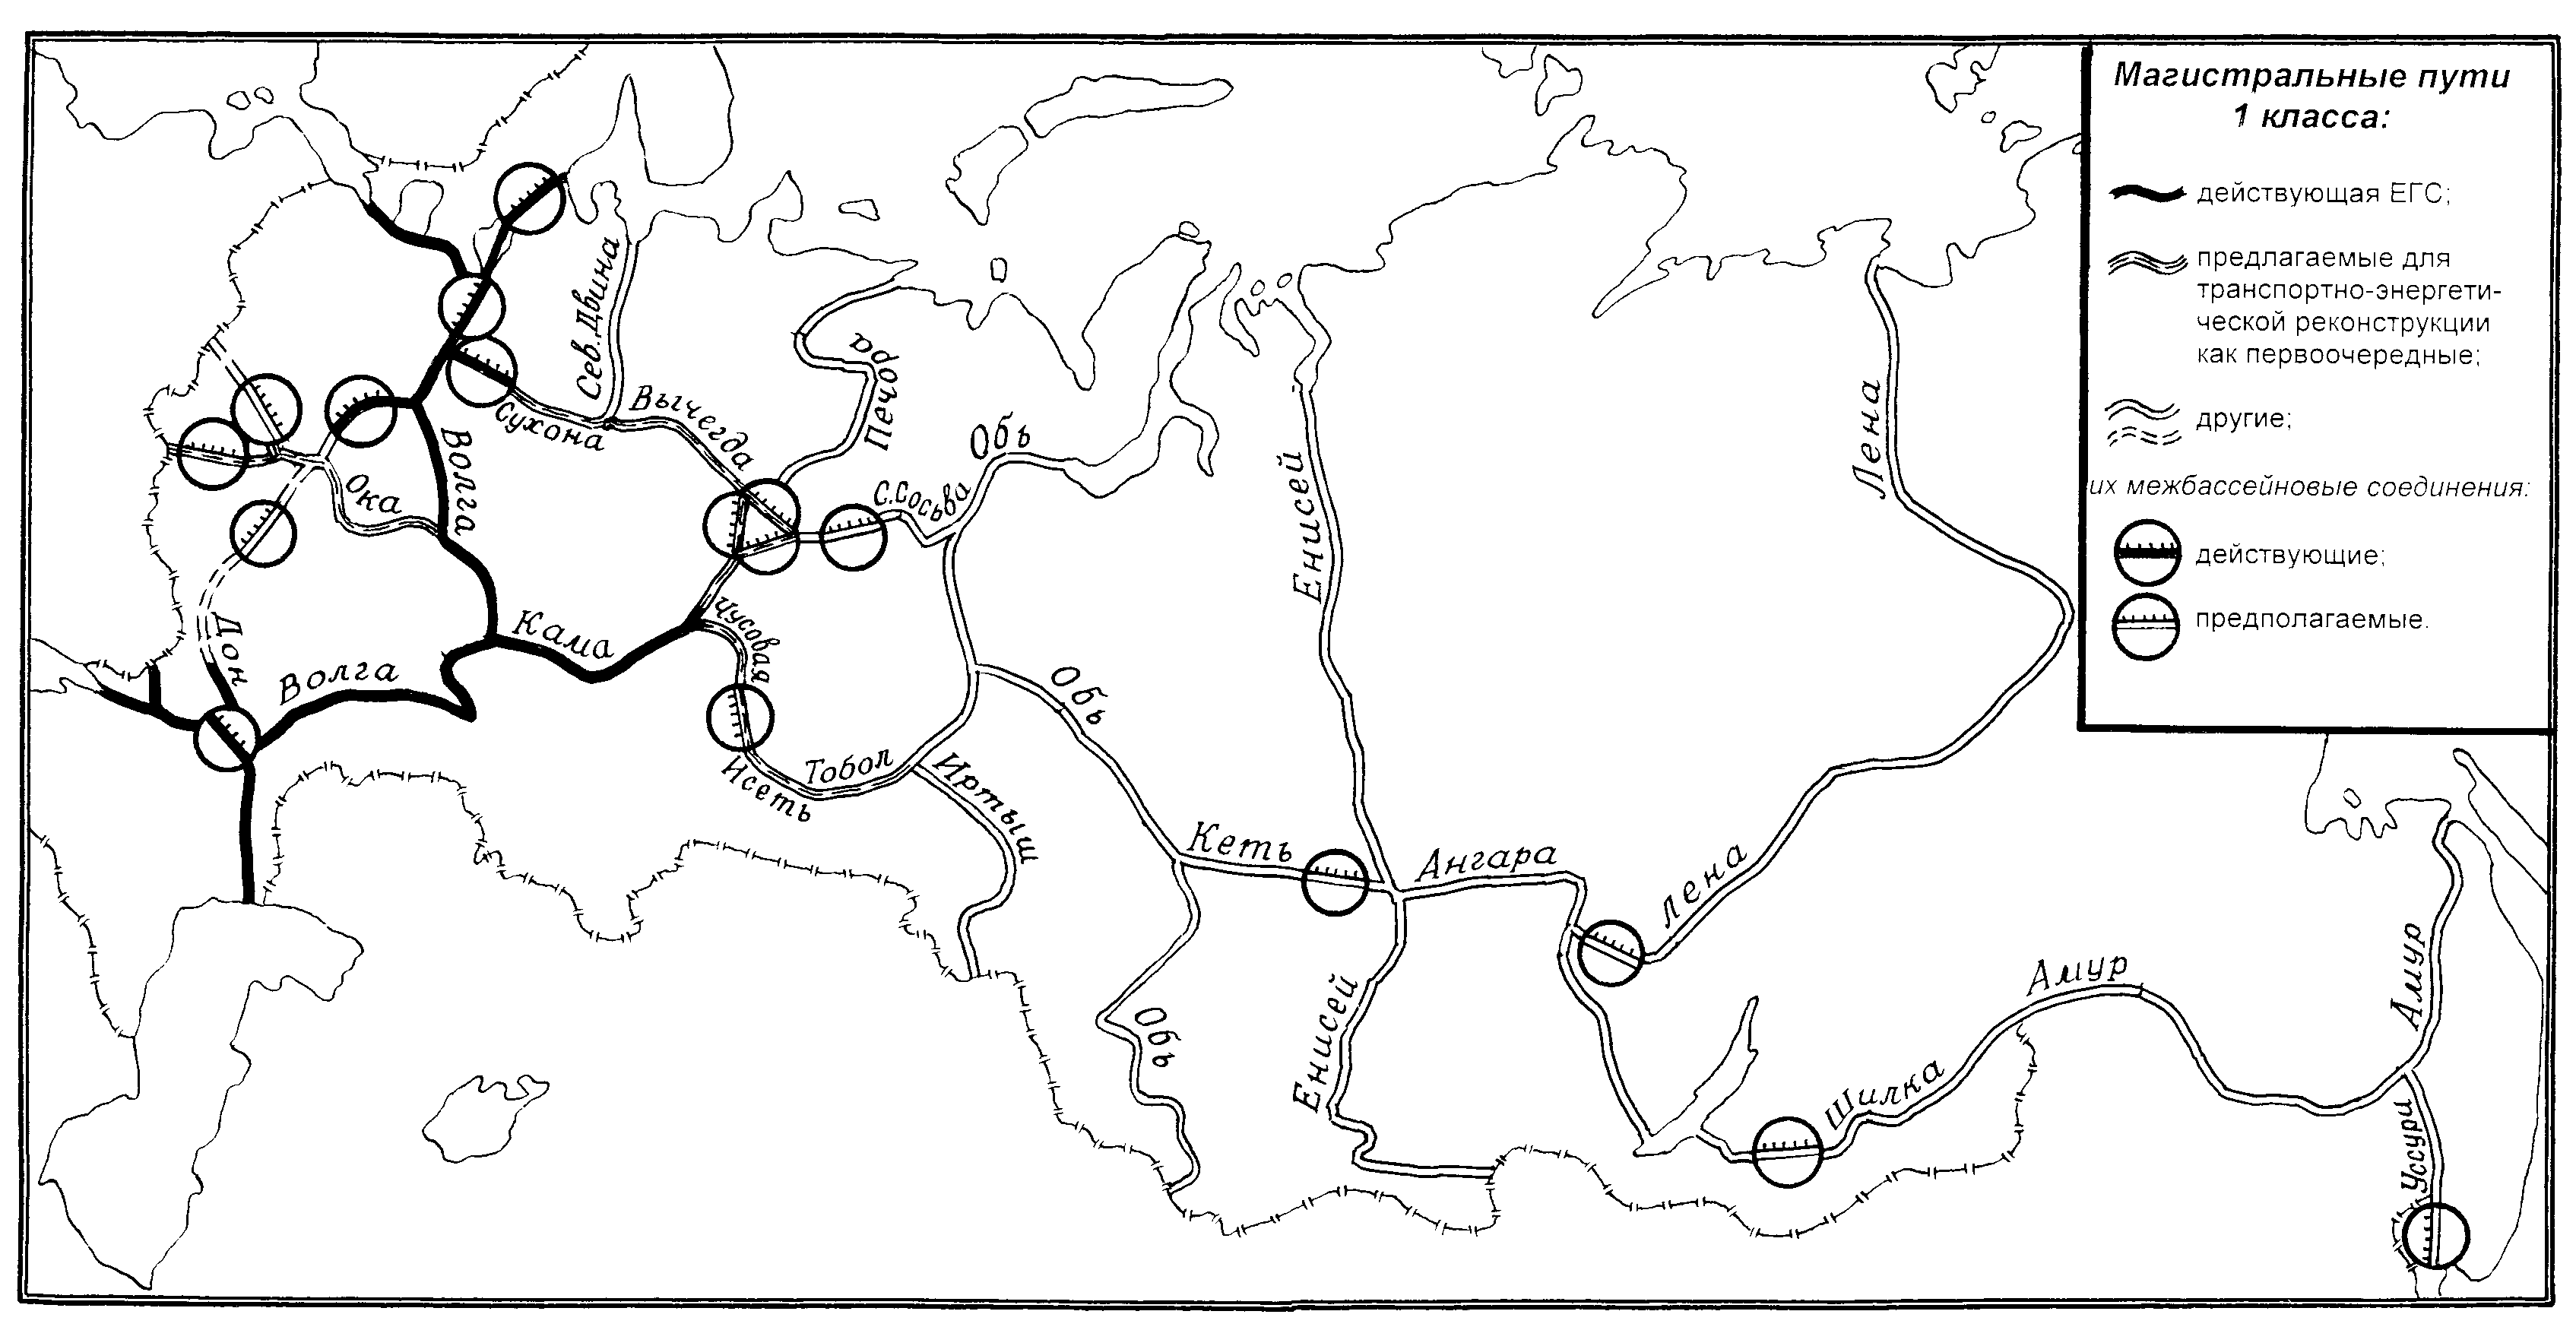 Магистральные пути
1 класса:
действующая ЕГС;
предлагаемые для
транспортно-энергети-
ческой реконструкции
как первоочередные;
другие;
их межбассейновые соединения:
действующие;
предполагаемые.
Сев. Двина
Печора
Сухона
Вычегда
Волга
Ока
Обь
С.Сосьва
Енисей
Лена
Дон
Волга
Кама
Чусовая
Обь
Исеть
Тобол
Иртыш
Кеть
Ангара
Лена
Обь
Енисей
Шилка
Амур
Амур
Уссури